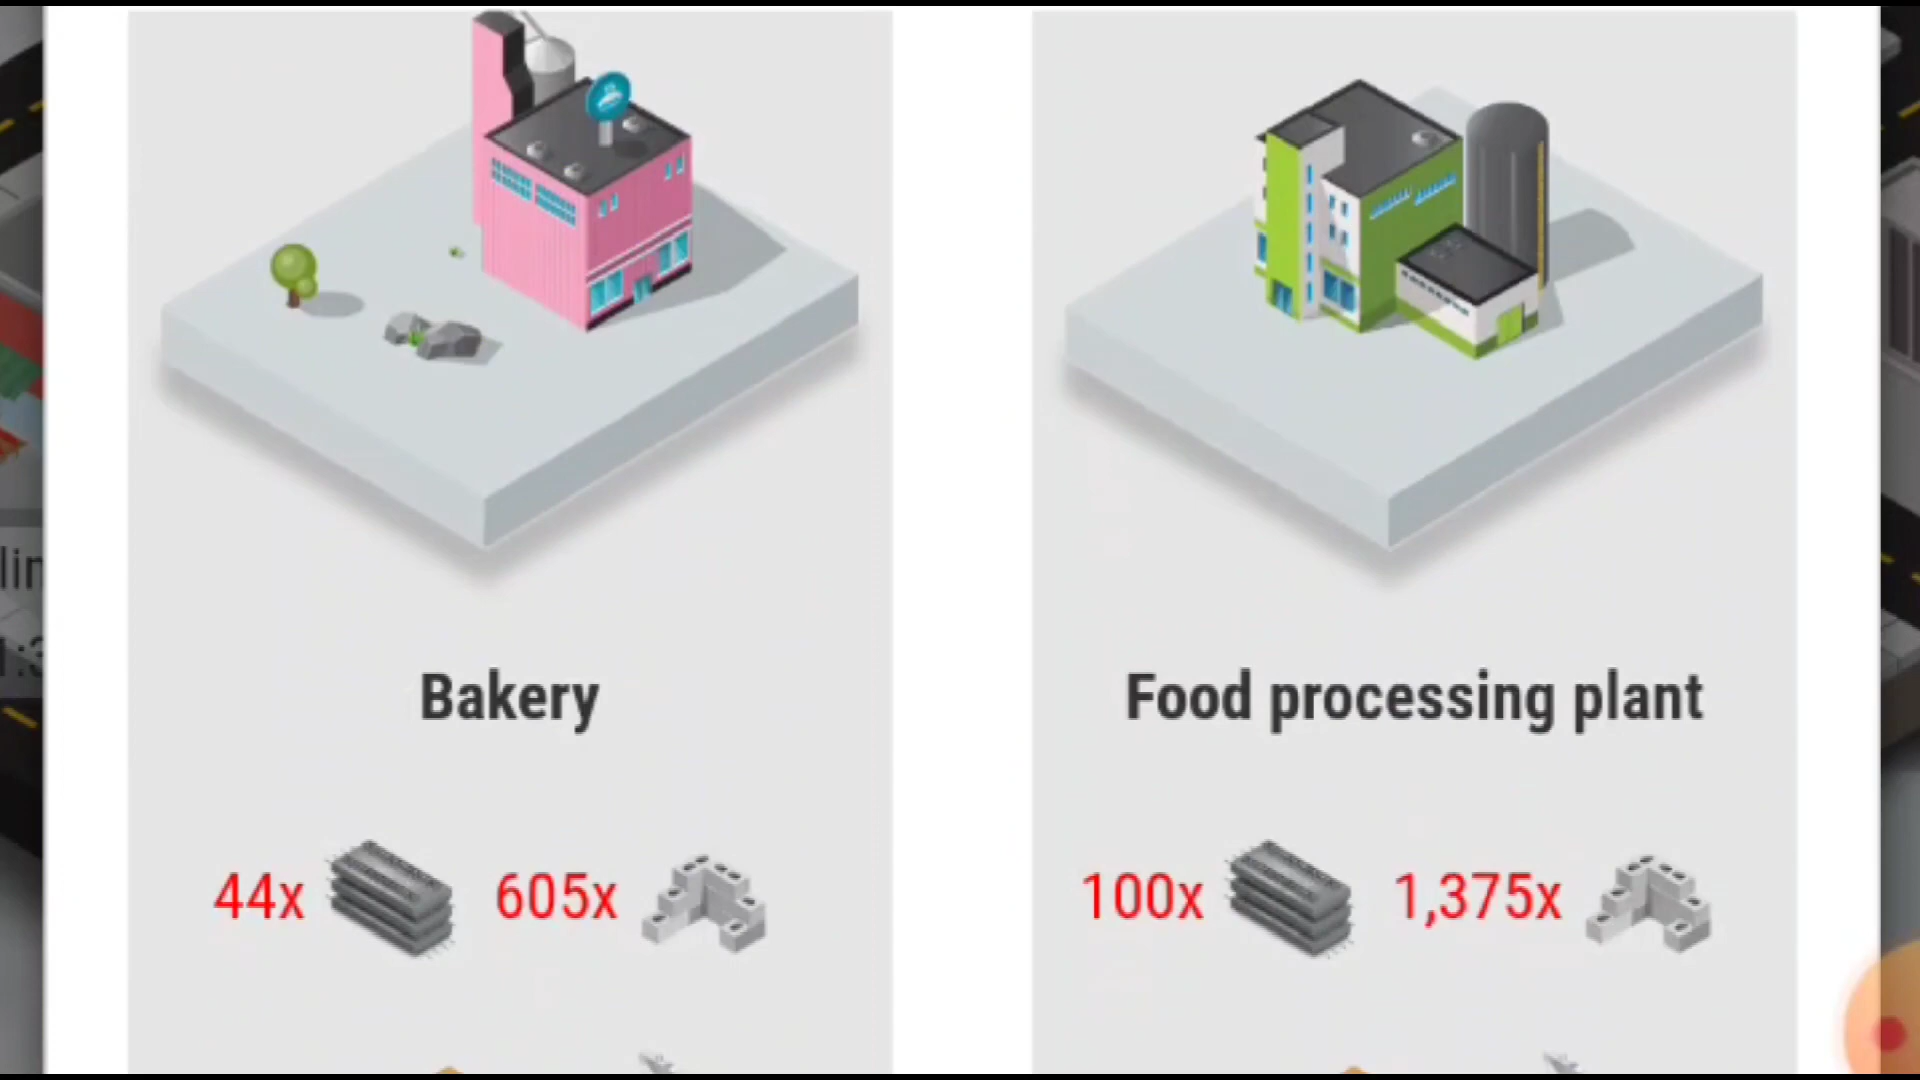 Bakery
Food processing plant
44x 605x
100x 1,375x